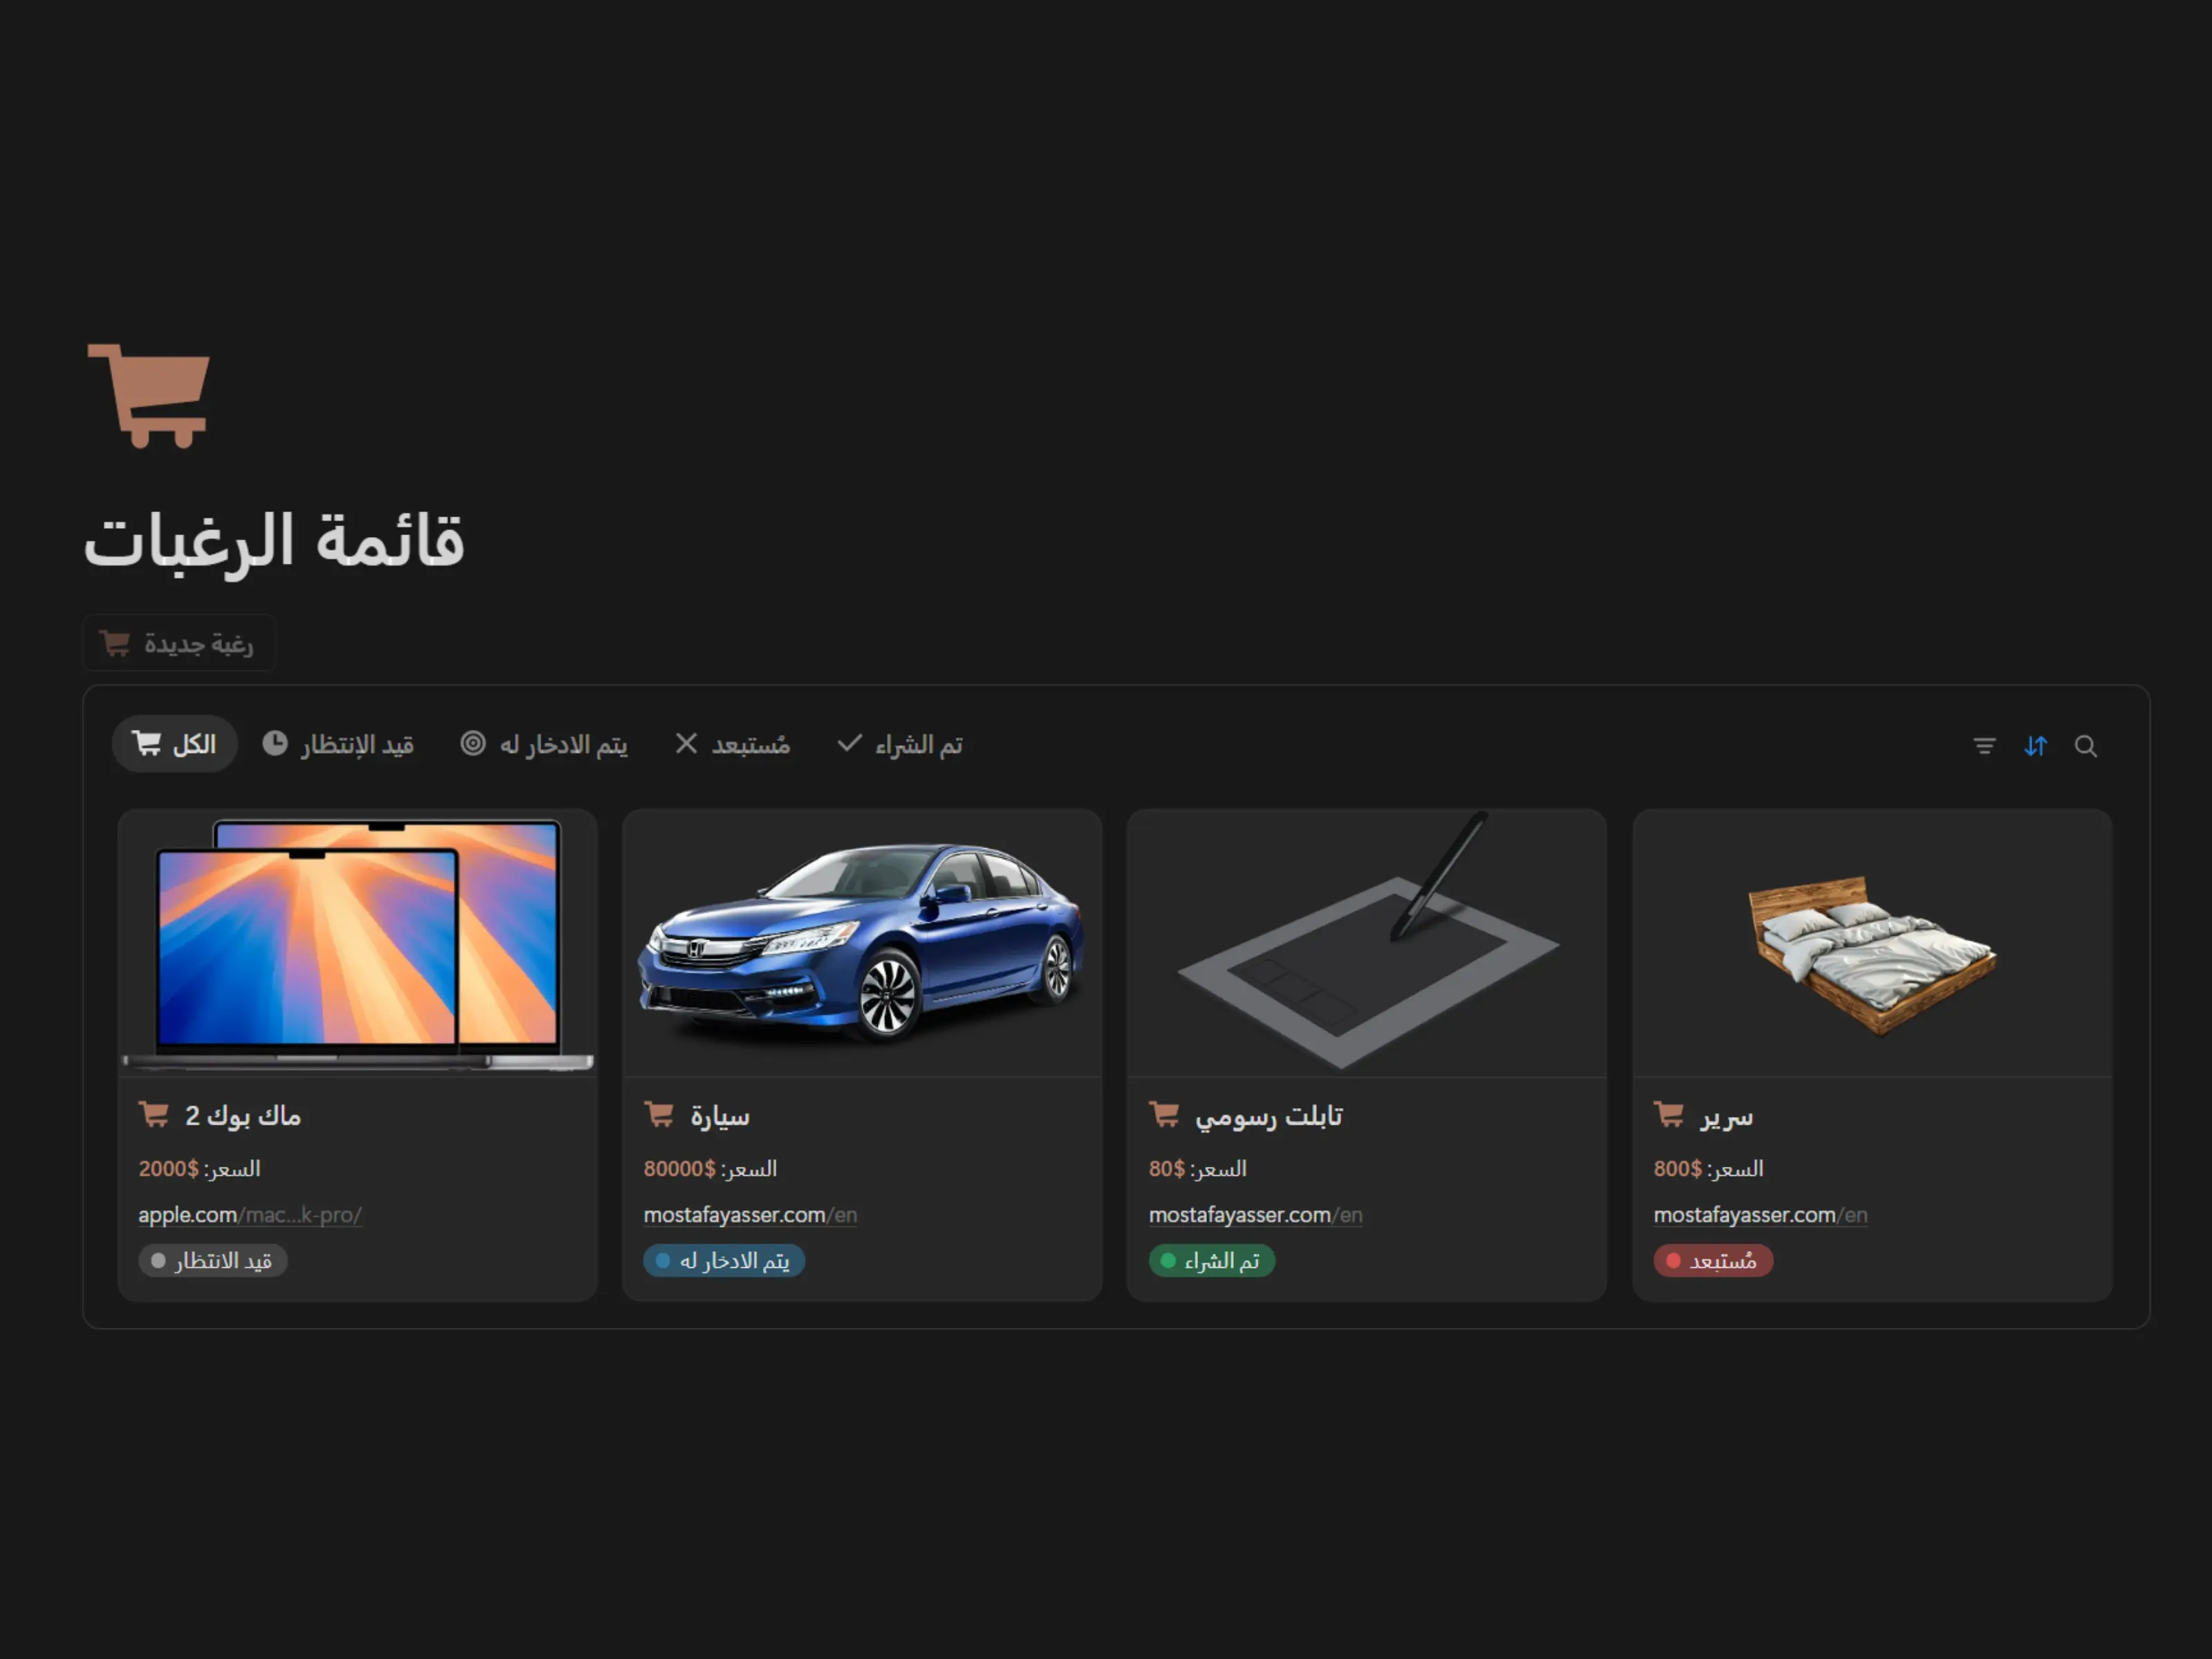 قائمة الرغبات
رغبة جديدة
الكل
قيد الإنتظار
يتم الادخار له
مُستبعد
تم الشراء
ماك بوك 2
السعر: 2000$
apple.com/mac...k-pro/
قيد الانتظار
سيارة
السعر: 80000$
mostafayasser.com/en
يتم الادخار له
تابلت رسومي
السعر: 80$
mostafayasser.com/en
تم الشراء
سرير
السعر: 800$
mostafayasser.com/en
مُستبعد